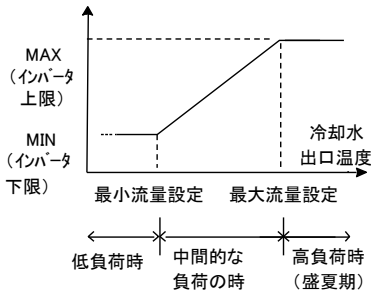 MAX
（ｲﾝﾊﾞｰﾀ
上限）
MIN
（ｲﾝﾊﾞｰﾀ
下限）
冷却水
出口温度
最小流量設定
最大流量設定
低負荷時
中間的な
負荷の時
高負荷時
（盛夏期）